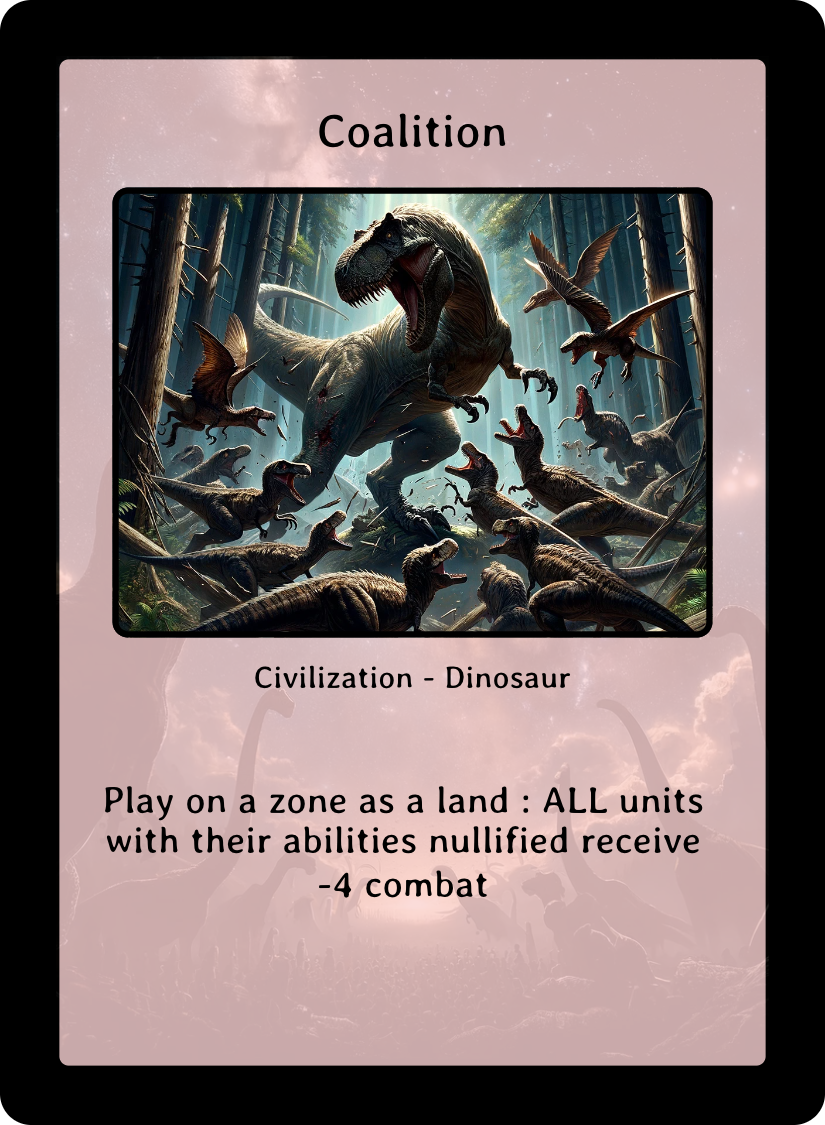 Coalition
Civilization - Dinosaur
Play on a zone as a land : ALL units
with their abilities nullified receive
-4 combat